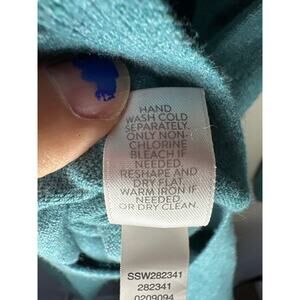 HAND
WASH COLD
SEPARATELY.
ONLY NON-
CHLORINE
BLEACH IF
NEEDED.
RESHAPE AND
DRY FLAT.
WARM IRON IF
NEEDED
OR DRY CLEAN.
SSW282341
282341
0209094